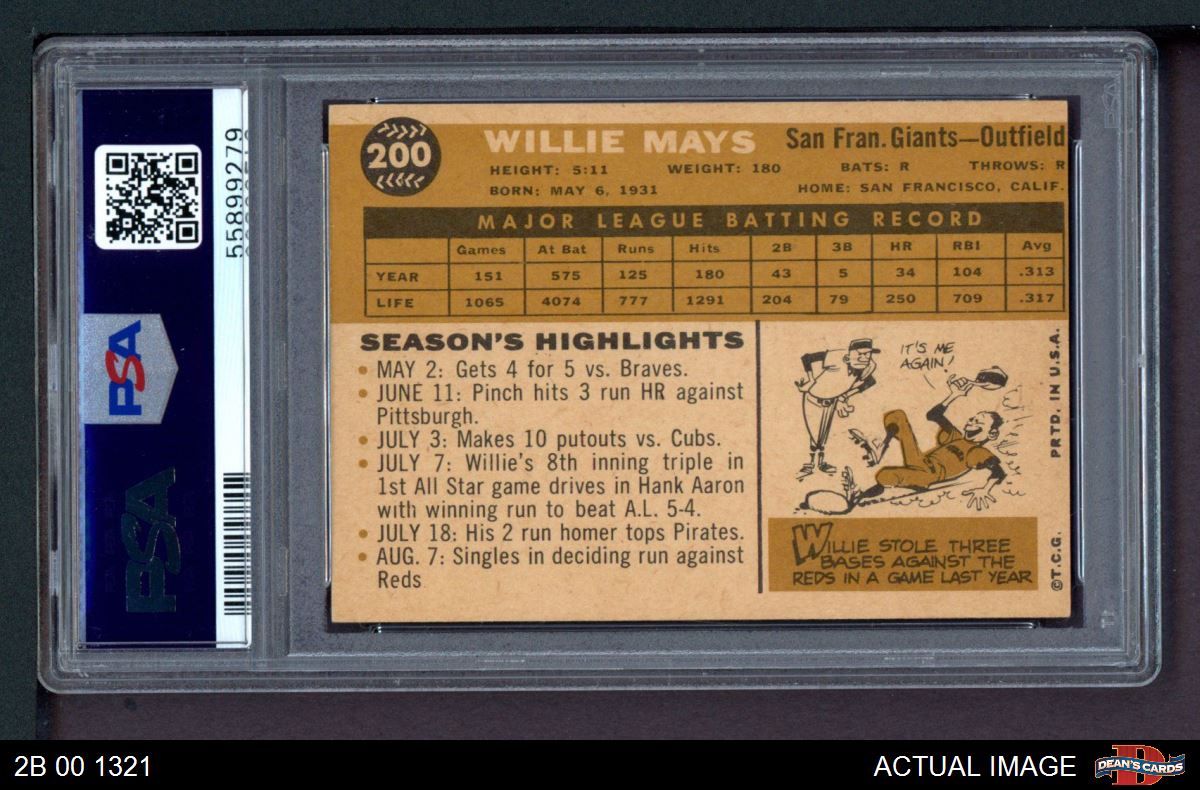 200
WILLIE MAYS San Fran. Giants—Outfield
HEIGHT: 5:11 WEIGHT: 180 BATS: R THROWS: R
BORN: MAY 6, 1931 HOME: SAN FRANCISCO, CALIF.
MAJOR LEAGUE BATTING RECORD
Games At Bat Runs Hits 2B 3B HR RBI Avg
YEAR 151 575 125 180 43 5 34 104 .313
LIFE 1065 4074 777 1291 204 79 250 709 .317
SEASON'S HIGHLIGHTS
• MAY 2: Gets 4 for 5 vs. Braves.
• JUNE 11: Pinch hits 3 run HR against
Pittsburgh.
• JULY 3: Makes 10 putouts vs. Cubs.
• JULY 7: Willie's 8th inning triple in
1st All Star game drives in Hank Aaron
with winning run to beat A.L. 5-4.
• JULY 18: His 2 run homer tops Pirates.
• AUG. 7: Singles in deciding run against
Reds
IT'S ME
AGAIN!
WILLIE STOLE THREE
BASES AGAINST THE
REDS IN A GAME LAST YEAR
©T.C.G. PRTD. IN U.S.A.
55899279
PSA
PSA
2B 00 1321
ACTUAL IMAGE
DEAN'S CARDS